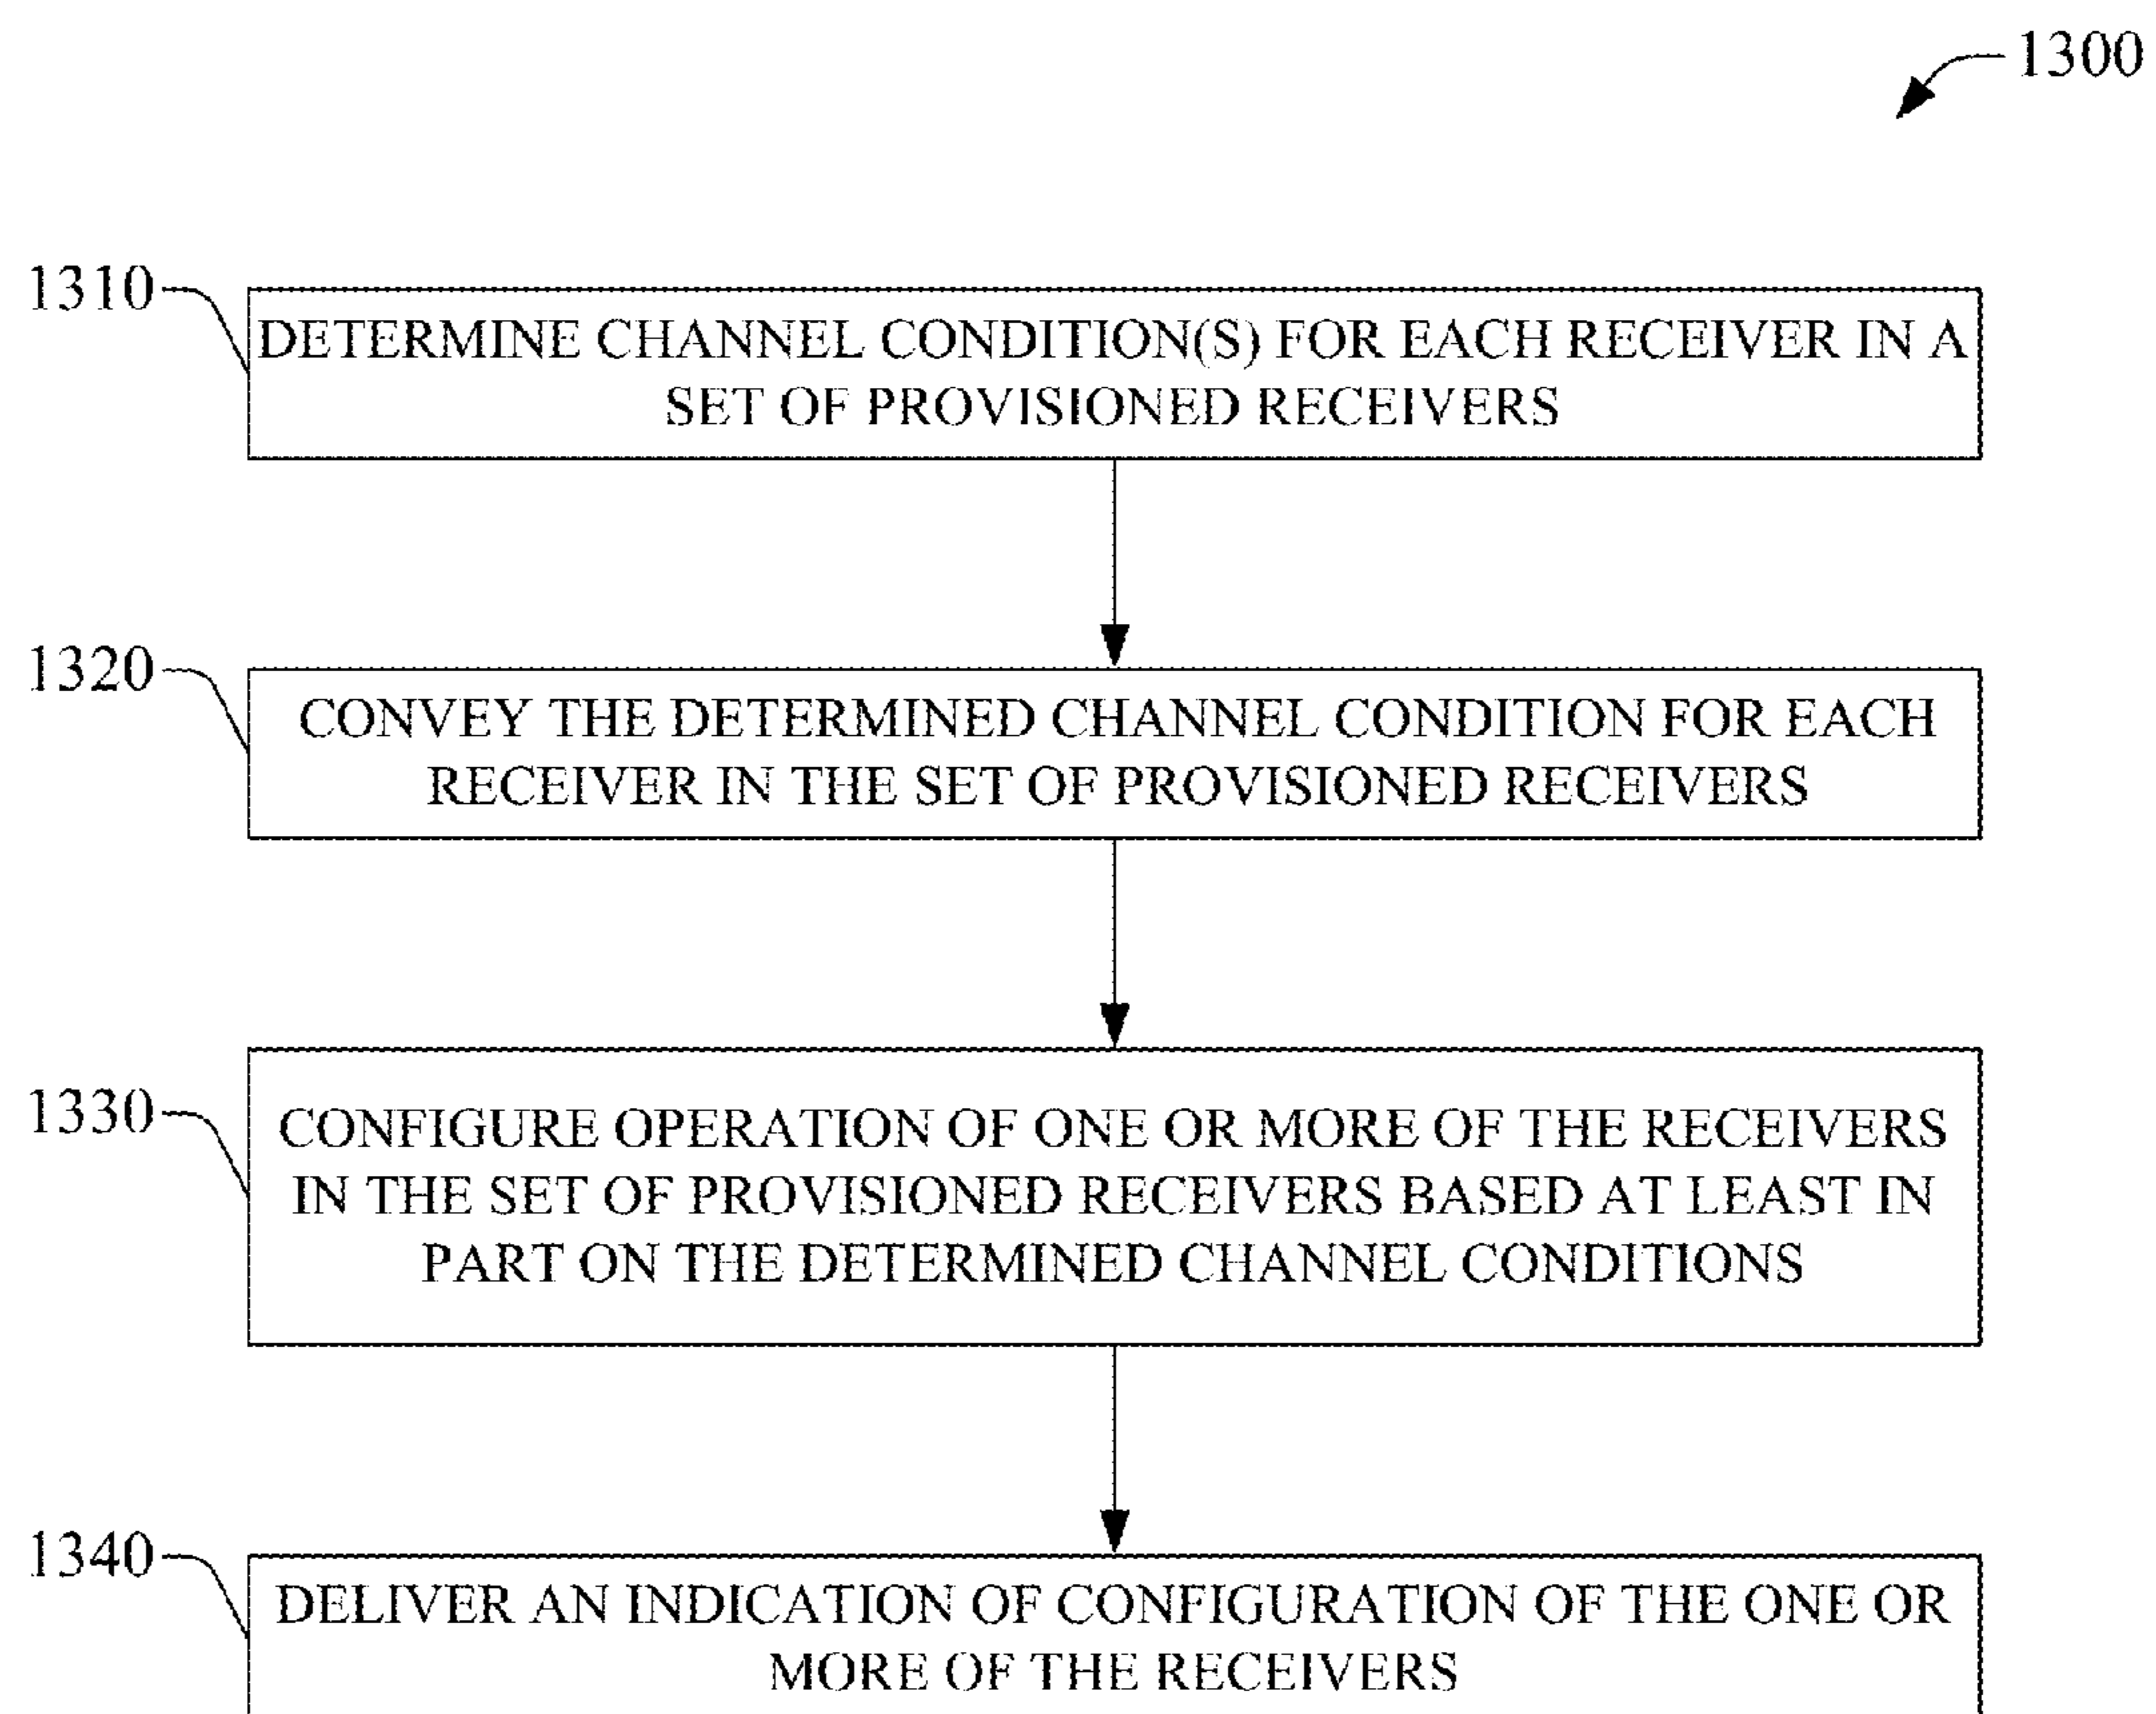 1300
1310
DETERMINE CHANNEL CONDITION(S) FOR EACH RECEIVER IN A
SET OF PROVISIONED RECEIVERS
1320
CONVEY THE DETERMINED CHANNEL CONDITION FOR EACH
RECEIVER IN THE SET OF PROVISIONED RECEIVERS
1330
CONFIGURE OPERATION OF ONE OR MORE OF THE RECEIVERS
IN THE SET OF PROVISIONED RECEIVERS BASED AT LEAST IN
PART ON THE DETERMINED CHANNEL CONDITIONS
1340
DELIVER AN INDICATION OF CONFIGURATION OF THE ONE OR
MORE OF THE RECEIVERS